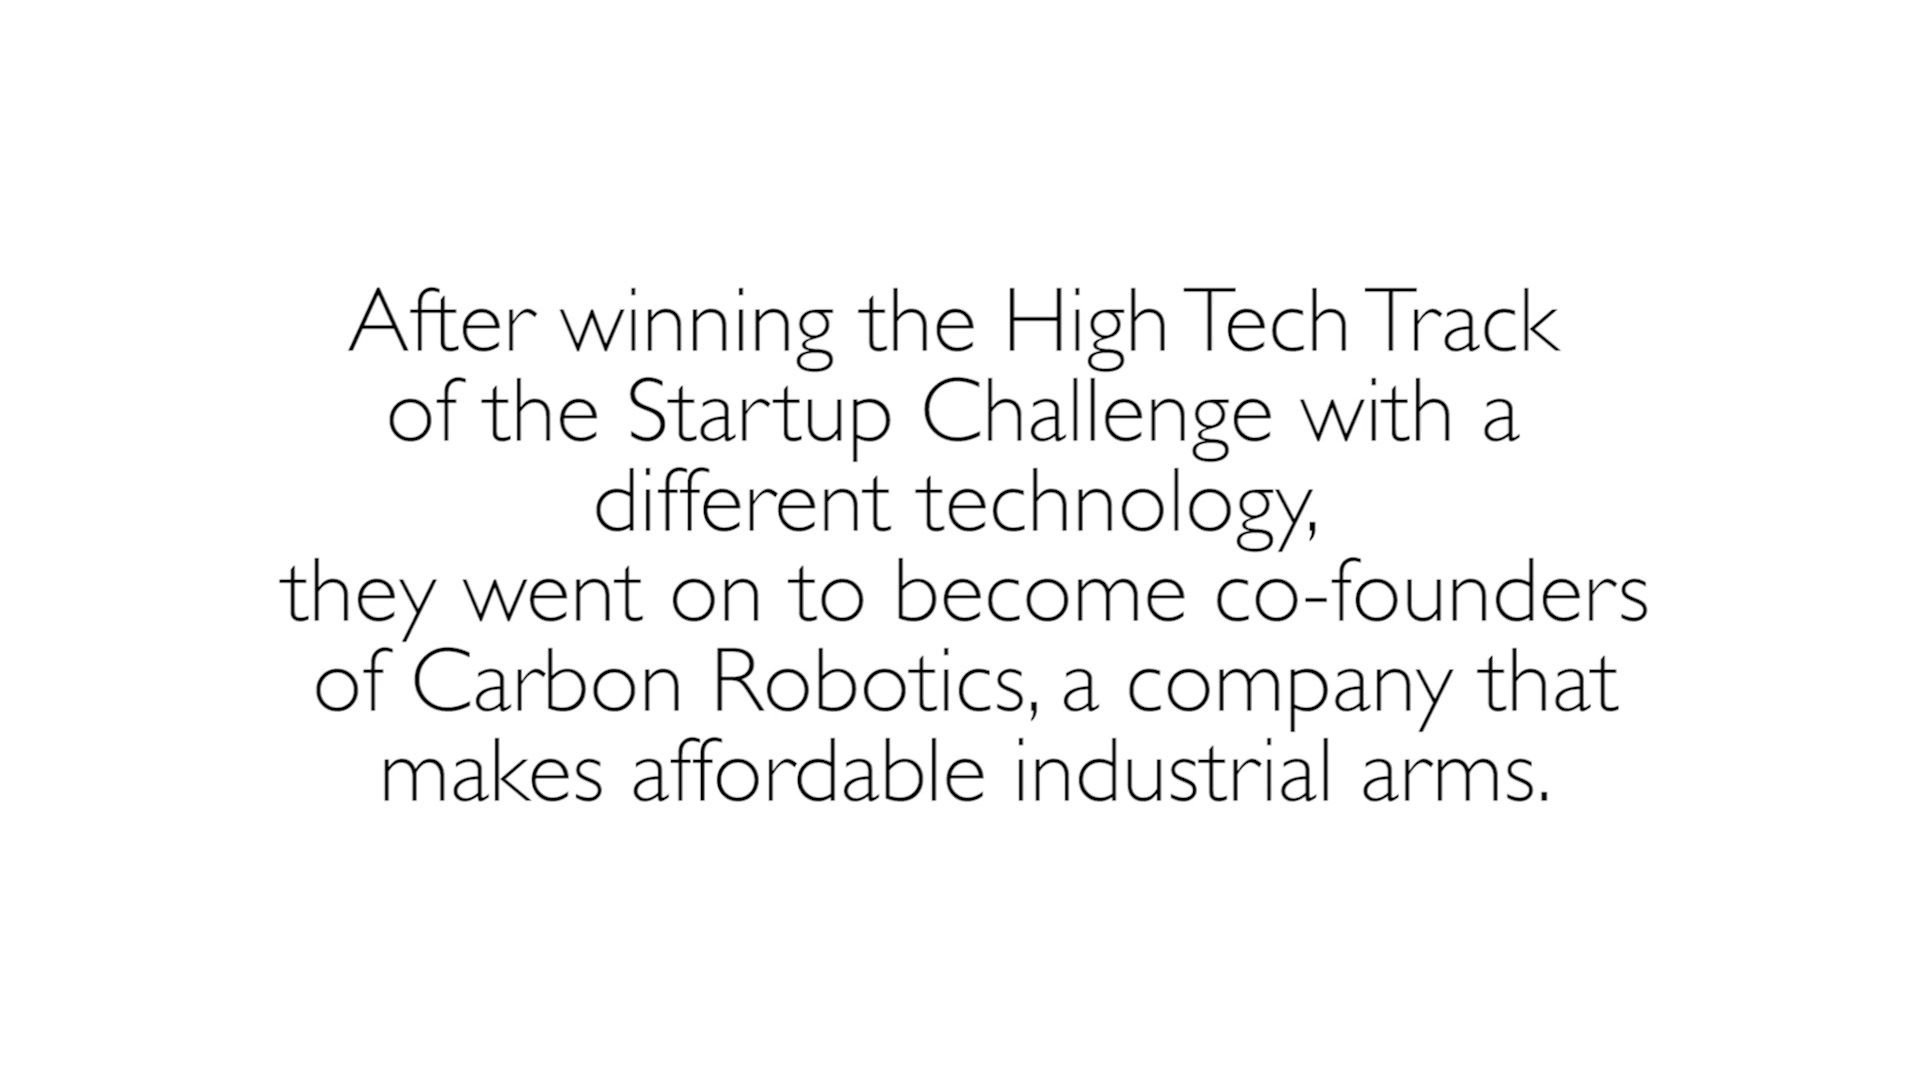 After winning the High Tech Track
of the Startup Challenge with a
different technology,
they went on to become co-founders
of Carbon Robotics, a company that
makes affordable industrial arms.